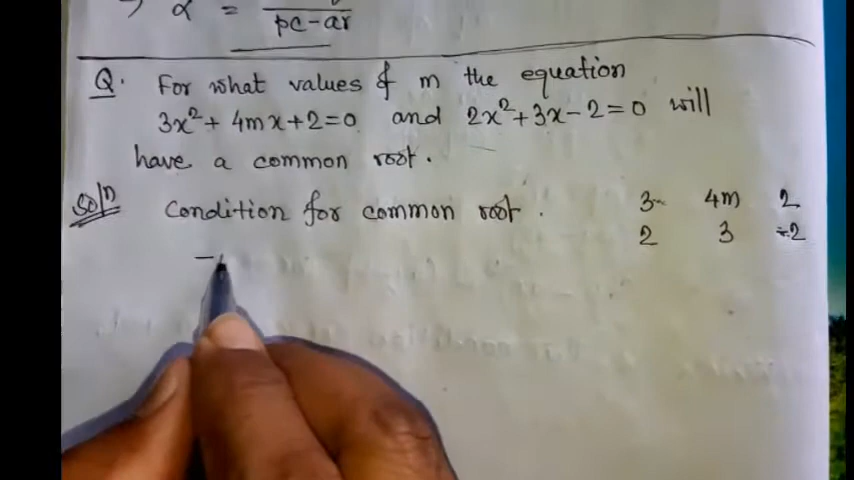 α = pc-ar
Q. For what values of m the equation
3x²+ 4mx+2=0 and 2x²+3x-2=0 will
have a common root.
Soln Condition for common root.
3 4m 2
2 3 -2